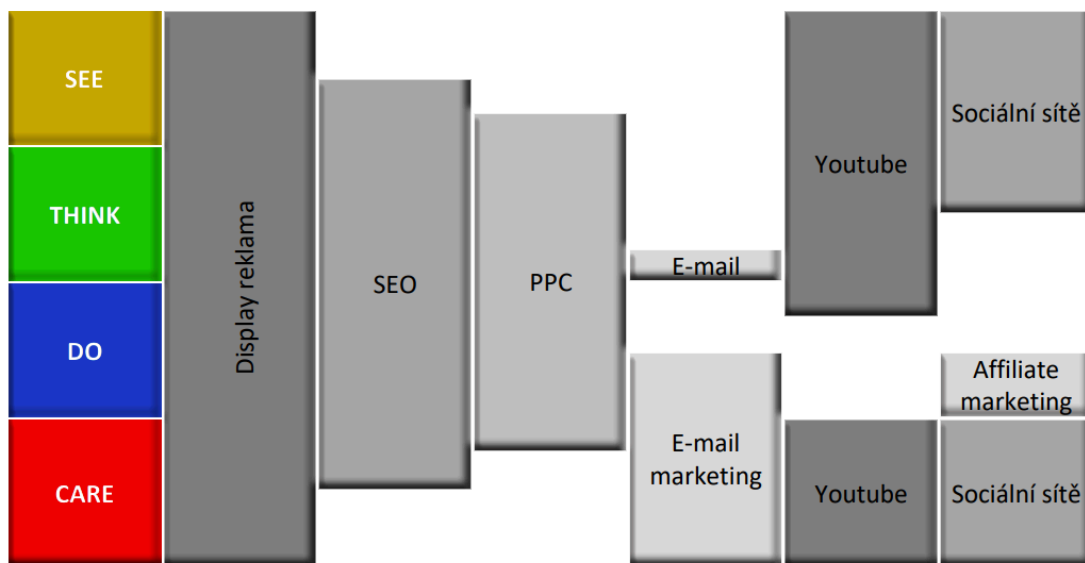 SEE
THINK
DO
CARE
Display reklama
SEO
PPC
E-mail
E-mail
marketing
Youtube
Youtube
Sociální sítě
Affiliate
marketing
Sociální sítě